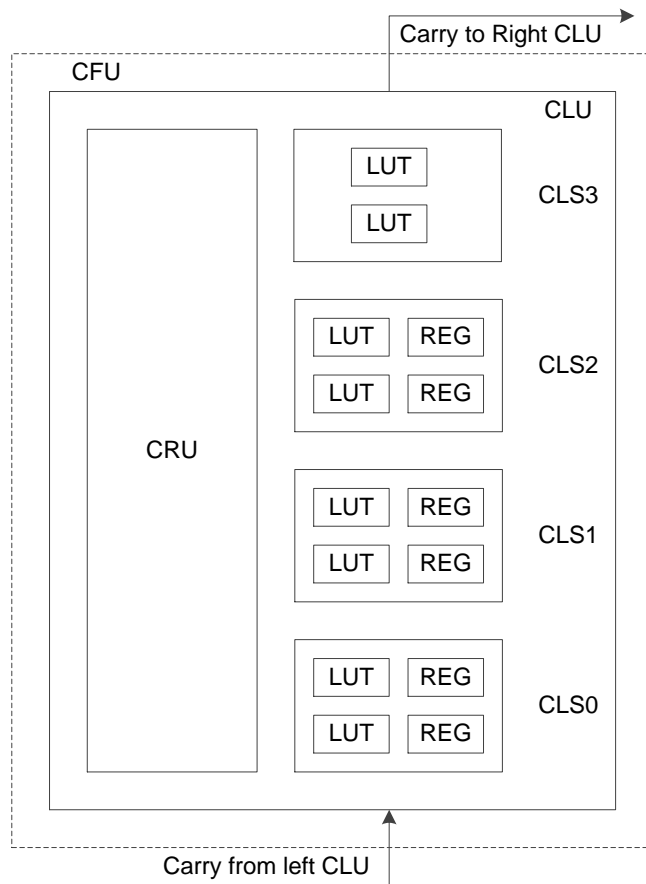 Carry to Right CLU
CFU
CLU
LUT
LUT
CLS3
LUT REG
LUT REG
CLS2
CRU
LUT REG
LUT REG
CLS1
LUT REG
LUT REG
CLS0
Carry from left CLU